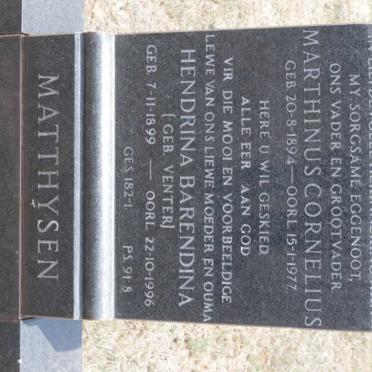 MY SORGSAME EGGENOOT,
ONS VADER EN GROOTVADER
MARTHINUS CORNELIUS
GEB. 20-8-1894 — OORL. 15-1-1977.
HERE U WIL GESKIED,
ALLE EER AAN GOD
VIR DIE MOOI EN VOORBEELDIGE
LEWE VAN ONS LIEWE MOEDER EN OUMA
HENDRINA BARENDINA
(GEB. VENTER)
GEB. 7-11-1899 — OORL. 22-10-1996
GES. 182-1. PS. 91:8
MATTHYSEN